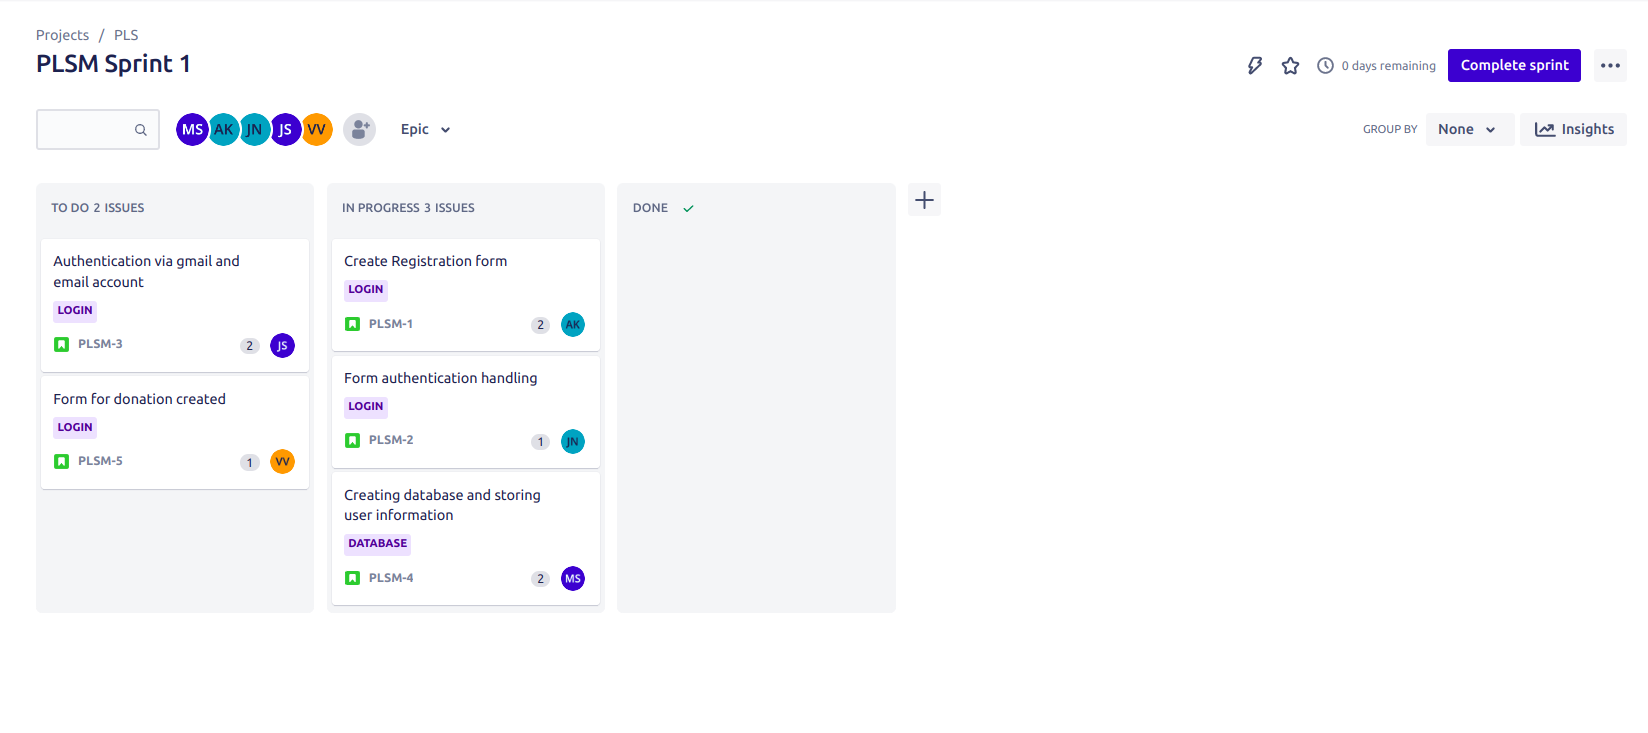 Projects / PLS
PLSM Sprint 1
0 days remaining
Complete sprint
MS AK JN JS VV
Epic
GROUP BY
None
Insights
TO DO 2 ISSUES
Authentication via gmail and
email account
LOGIN
PLSM-3
2
JS
Form for donation created
LOGIN
PLSM-5
1
VV
IN PROGRESS 3 ISSUES
Create Registration form
LOGIN
PLSM-1
2
AK
Form authentication handling
LOGIN
PLSM-2
1
JN
Creating database and storing
user information
DATABASE
PLSM-4
2
MS
DONE